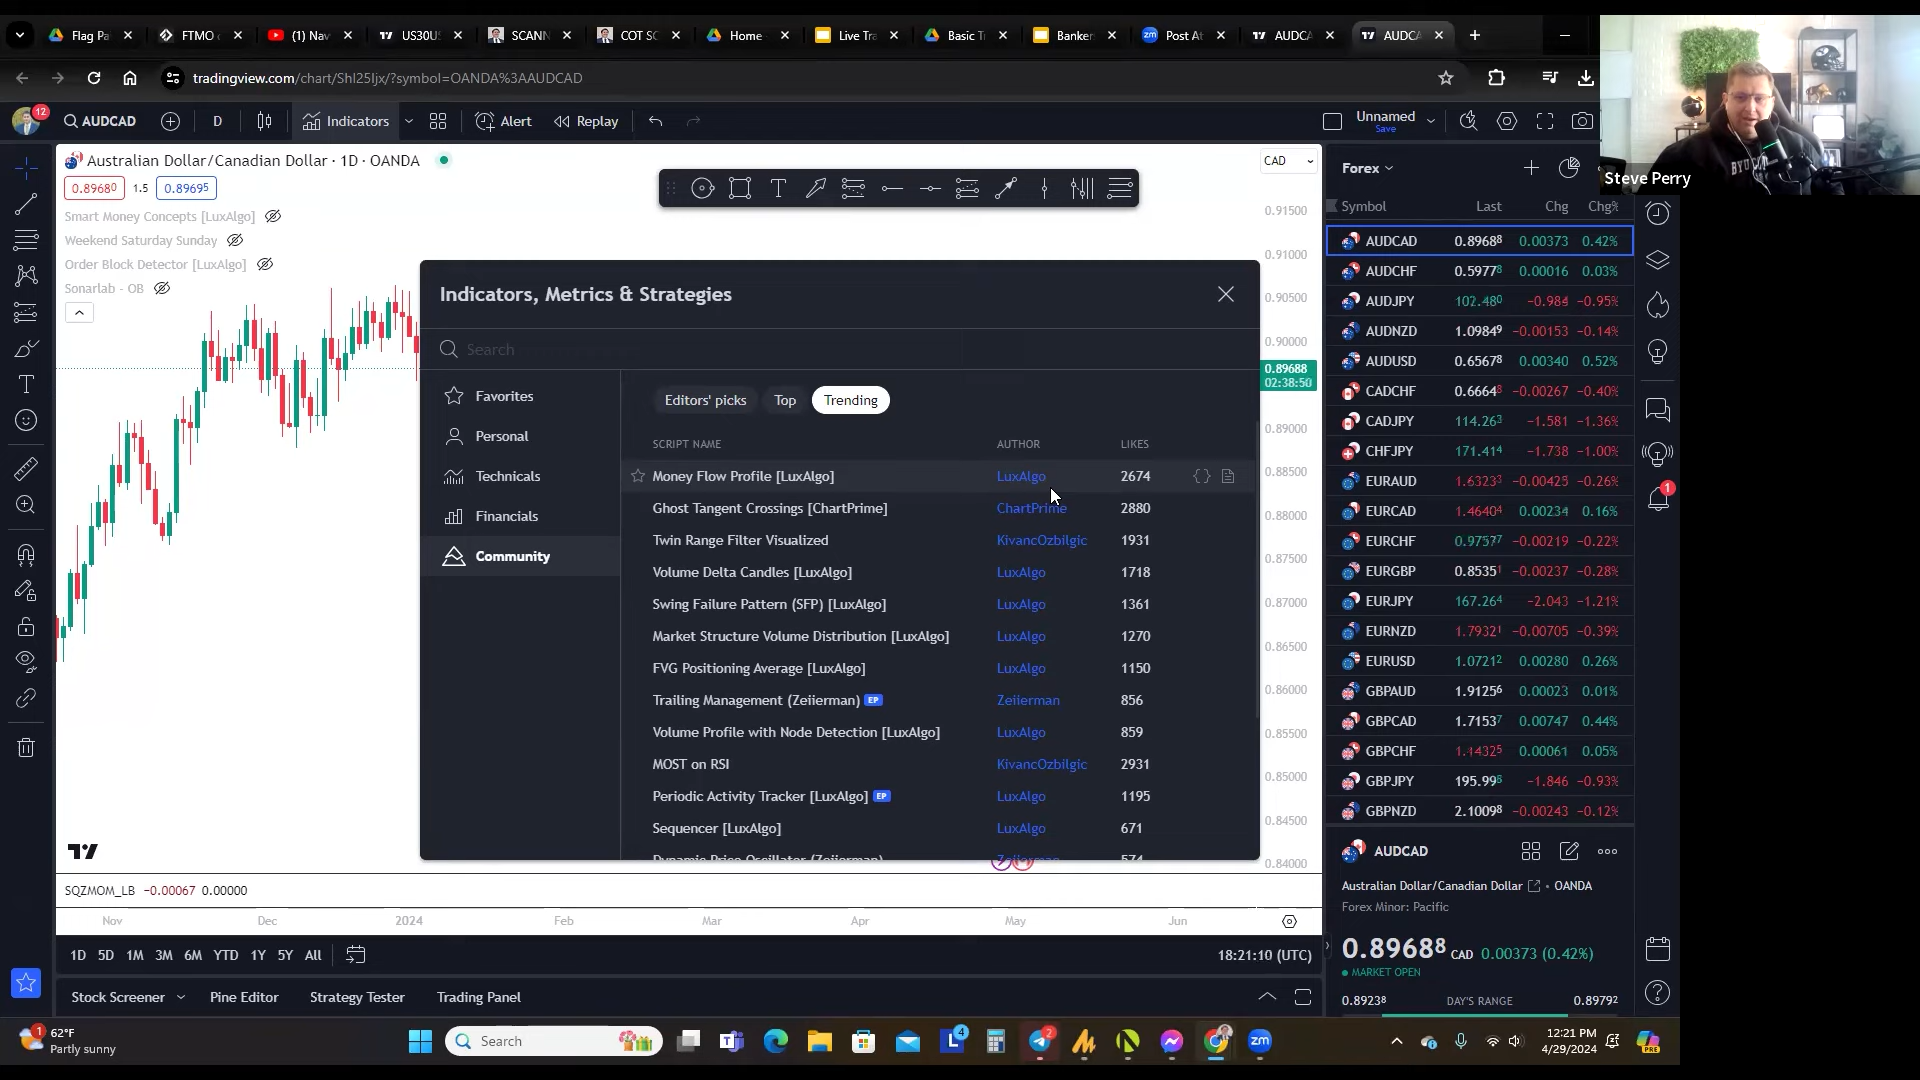 Flag Pa
FTMO c
(1) Nav
US30U
SCANN
COT SC
Home
Live Tra
Basic T
Banker
Post At
AUDCA
AUDCA
tradingview.com/chart/Shl25Ijx/?symbol=OANDA%3AAUDCAD
12
AUDCAD
D
Indicators
Alert
Replay
Unnamed
Save
Steve Perry
Australian Dollar/Canadian Dollar · 1D · OANDA
CAD
0.89680
1.5
0.89695
Smart Money Concepts [LuxAlgo]
Weekend Saturday Sunday
Order Block Detector [LuxAlgo]
Sonarlab - OB
0.91500
0.91000
0.90500
0.90000
0.89688
02:38:50
0.89000
0.88500
0.88000
0.87500
0.87000
0.86500
0.86000
0.85500
0.85000
0.84500
0.84000
Indicators, Metrics & Strategies
Search
Favorites
Personal
Technicals
Financials
Community
Editors' picks
Top
Trending
SCRIPT NAME AUTHOR LIKES
Money Flow Profile [LuxAlgo] LuxAlgo 2674
Ghost Tangent Crossings [ChartPrime] ChartPrime 2880
Twin Range Filter Visualized KivancOzbilgic 1931
Volume Delta Candles [LuxAlgo] LuxAlgo 1718
Swing Failure Pattern (SFP) [LuxAlgo] LuxAlgo 1361
Market Structure Volume Distribution [LuxAlgo] LuxAlgo 1270
FVG Positioning Average [LuxAlgo] LuxAlgo 1150
Trailing Management (Zeiierman) EP Zeiierman 856
Volume Profile with Node Detection [LuxAlgo] LuxAlgo 859
MOST on RSI KivancOzbilgic 2931
Periodic Activity Tracker [LuxAlgo] EP LuxAlgo 1195
Sequencer [LuxAlgo] LuxAlgo 671
Dynamic Price Oscillator (Zeiierman) Zeiierman 574
SQZMOM_LB −0.00067 0.00000
Nov Dec 2024 Feb Mar Apr May Jun
1D 5D 1M 3M 6M YTD 1Y 5Y All
18:21:10 (UTC)
Stock Screener
Pine Editor
Strategy Tester
Trading Panel
Forex
Symbol Last Chg Chg%
AUDCAD 0.89688 0.00373 0.42%
AUDCHF 0.59778 0.00016 0.03%
AUDJPY 102.480 −0.984 −0.95%
AUDNZD 1.09849 −0.00153 −0.14%
AUDUSD 0.65678 0.00340 0.52%
CADCHF 0.66648 −0.00267 −0.40%
CADJPY 114.263 −1.581 −1.36%
CHFJPY 171.414 −1.738 −1.00%
EURAUD 1.63233 −0.00425 −0.26%
EURCAD 1.46404 0.00234 0.16%
EURCHF 0.97577 −0.00219 −0.22%
EURGBP 0.85351 −0.00237 −0.28%
EURJPY 167.264 −2.043 −1.21%
EURNZD 1.79321 −0.00705 −0.39%
EURUSD 1.07212 0.00280 0.26%
GBPAUD 1.91256 0.00023 0.01%
GBPCAD 1.71537 0.00747 0.44%
GBPCHF 1.14325 0.00061 0.05%
GBPJPY 195.998 −1.846 −0.93%
GBPNZD 2.10098 −0.00243 −0.12%
1
AUDCAD
Australian Dollar/Canadian Dollar • OANDA
Forex Minor: Pacific
0.89688 CAD 0.00373 (0.42%)
MARKET OPEN
0.89238 DAY'S RANGE 0.89792
1
62°F
Partly sunny
Search
4
2
zm
12:21 PM
4/29/2024